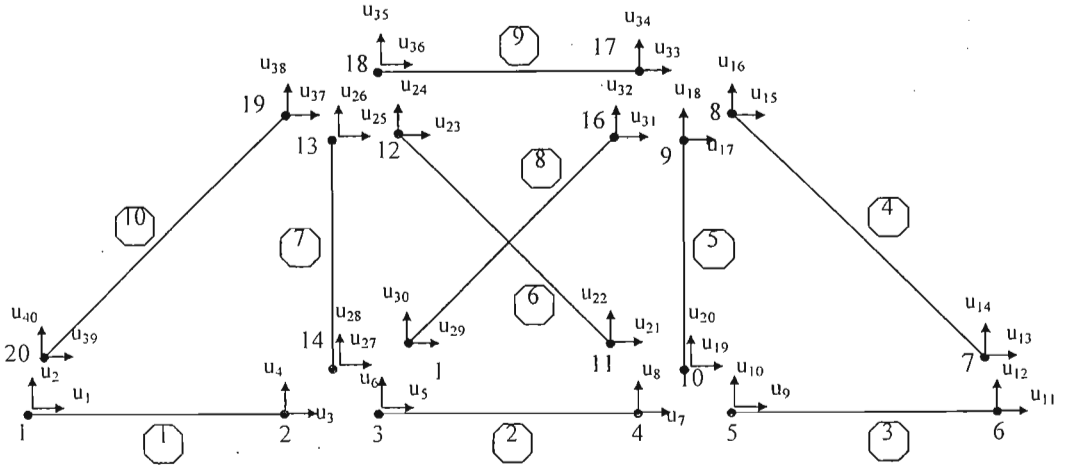 u₃₅
u₃₆
18
9
17
u₃₄
u₃₃
u₃₈
u₃₇
19
u₂₆
u₂₅
13
u₂₄
u₂₃
12
u₃₂
u₃₁
16
u₁₈
u₁₇
9
u₁₆
u₁₅
8
10
7
8
6
5
4
u₄₀
u₃₉
20
u₂₈
u₂₇
14
u₃₀
u₂₉
1
u₂₂
u₂₁
11
u₂₀
u₁₉
10
u₁₄
u₁₃
7
u₂
u₁
1
1
u₄
u₃
2
u₆
u₅
3
2
u₈
u₇
4
u₁₀
u₉
5
3
u₁₂
u₁₁
6